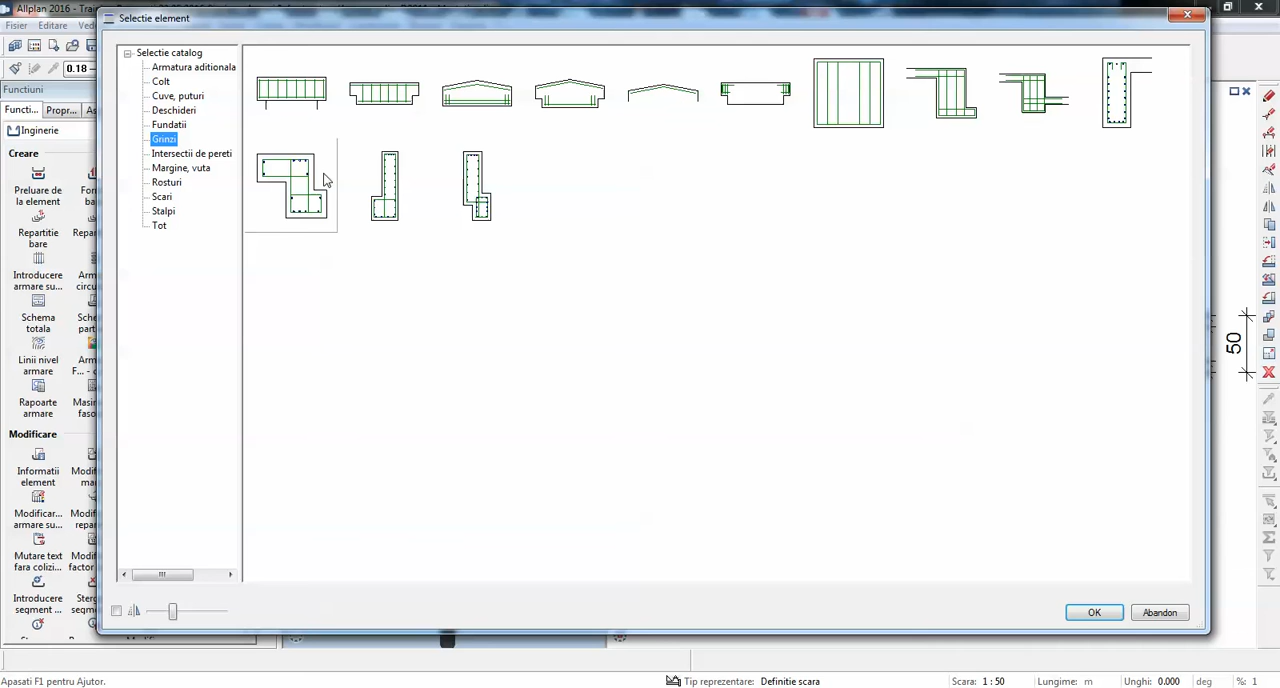 Allplan 2016 - Trai
Selectie element
Fisier Editare Ved
0.18
Functiuni
Functi... Propr... As
Inginerie
Creare
Preluare de la element
Repartitie bare
Introducere armare su...
Schema totala
Linii nivel armare
Rapoarte armare
Modificare
Informatii element
Modificar... armare su...
Mutare text fara colizi...
Introducere segment ...
Selectie catalog
Armatura aditionala
Colt
Cuve, puturi
Deschideri
Fundatii
Grinzi
Intersectii de pereti
Margine, vuta
Rosturi
Scari
Stalpi
Tot
50
OK Abandon
Apasati F1 pentru Ajutor.
Tip reprezentare: Definitie scara Scara: 1 : 50 Lungime: m Unghi: 0.000 deg %: 1